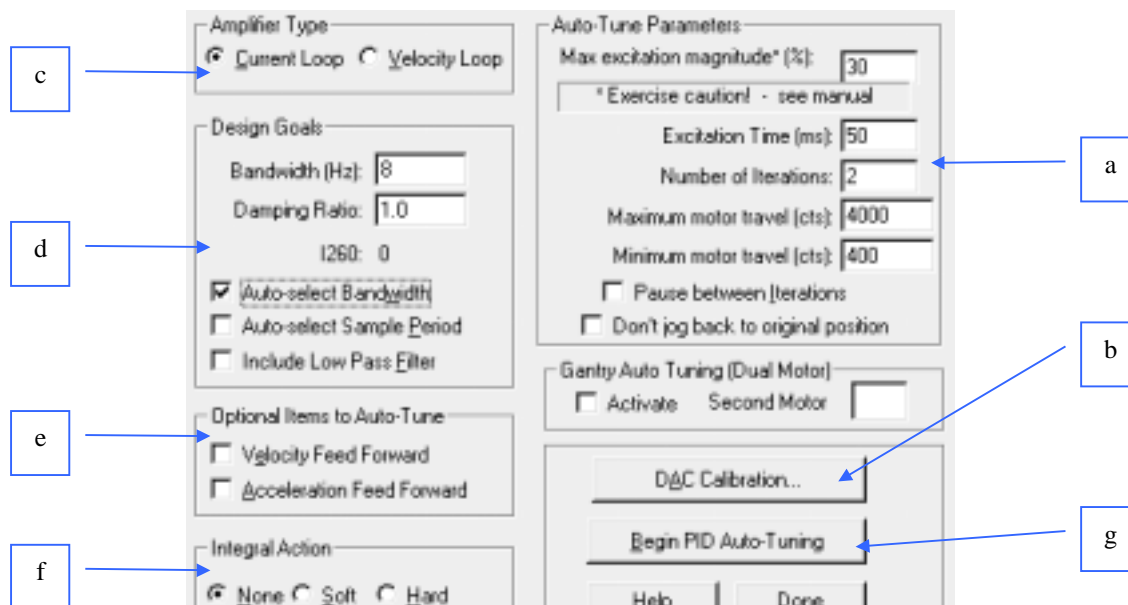 Amplifier Type
Current Loop Velocity Loop
c
Design Goals
Bandwidth (Hz): 8
Damping Ratio: 1.0
I260: 0
Auto-select Bandwidth
Auto-select Sample Period
Include Low Pass Filter
d
Optional Items to Auto-Tune
Velocity Feed Forward
Acceleration Feed Forward
e
Integral Action
None Soft Hard
f
Auto-Tune Parameters
Max excitation magnitude* (%): 30
* Exercise caution! - see manual
Excitation Time (ms): 50
Number of Iterations: 2
Maximum motor travel (cts): 4000
Minimum motor travel (cts): 400
Pause between Iterations
Don't jog back to original position
a
Gantry Auto Tuning (Dual Motor)
Activate Second Motor
b
DAC Calibration...
Begin PID Auto-Tuning
g
Help Done